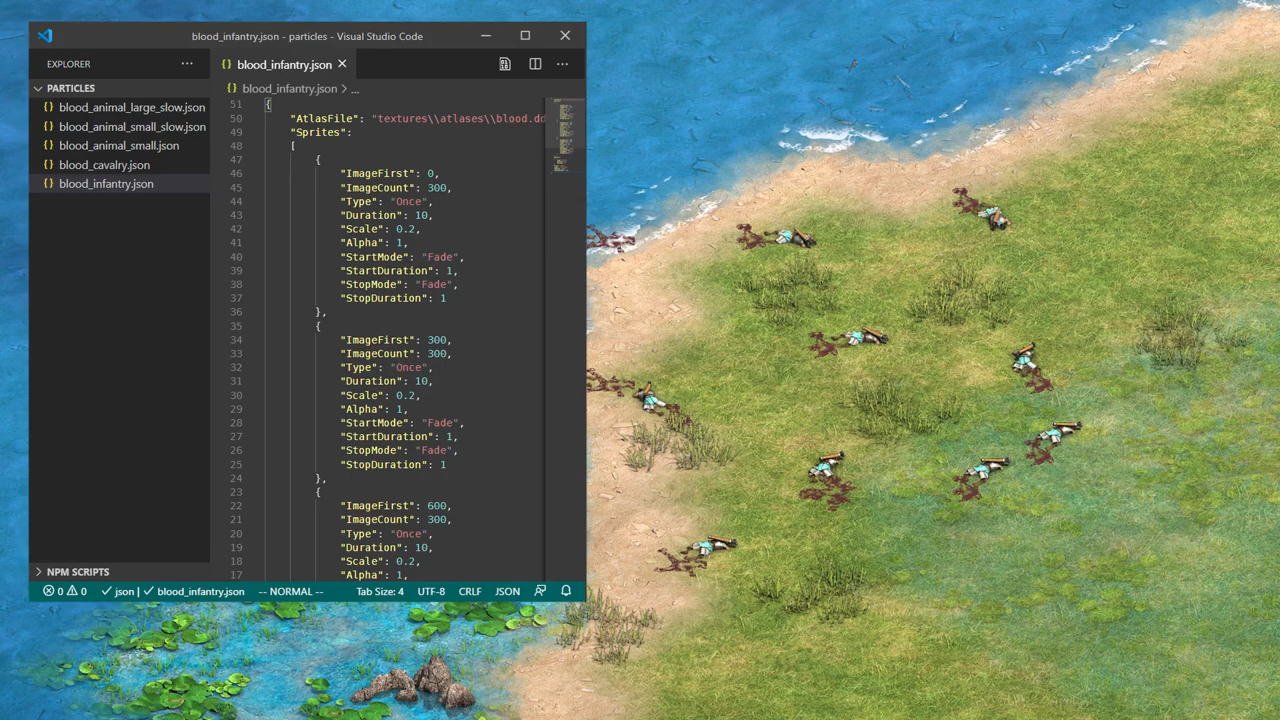 blood_infantry.json - particles - Visual Studio Code
EXPLORER
blood_infantry.json
PARTICLES
blood_infantry.json > ...
blood_animal_large_slow.json
blood_animal_small_slow.json
blood_animal_small.json
blood_cavalry.json
blood_infantry.json
51 {
50 "AtlasFile": "textures\\atlases\\blood.dd
49 "Sprites":
48 [
47 {
46 "ImageFirst": 0,
45 "ImageCount": 300,
44 "Type": "Once",
43 "Duration": 10,
42 "Scale": 0.2,
41 "Alpha": 1,
40 "StartMode": "Fade",
39 "StartDuration": 1,
38 "StopMode": "Fade",
37 "StopDuration": 1
36 },
35 {
34 "ImageFirst": 300,
33 "ImageCount": 300,
32 "Type": "Once",
31 "Duration": 10,
30 "Scale": 0.2,
29 "Alpha": 1,
28 "StartMode": "Fade",
27 "StartDuration": 1,
26 "StopMode": "Fade",
25 "StopDuration": 1
24 },
23 {
22 "ImageFirst": 600,
21 "ImageCount": 300,
20 "Type": "Once",
19 "Duration": 10,
18 "Scale": 0.2,
17 "Alpha": 1,
NPM SCRIPTS
0 0 json | blood_infantry.json -- NORMAL -- Tab Size: 4 UTF-8 CRLF JSON